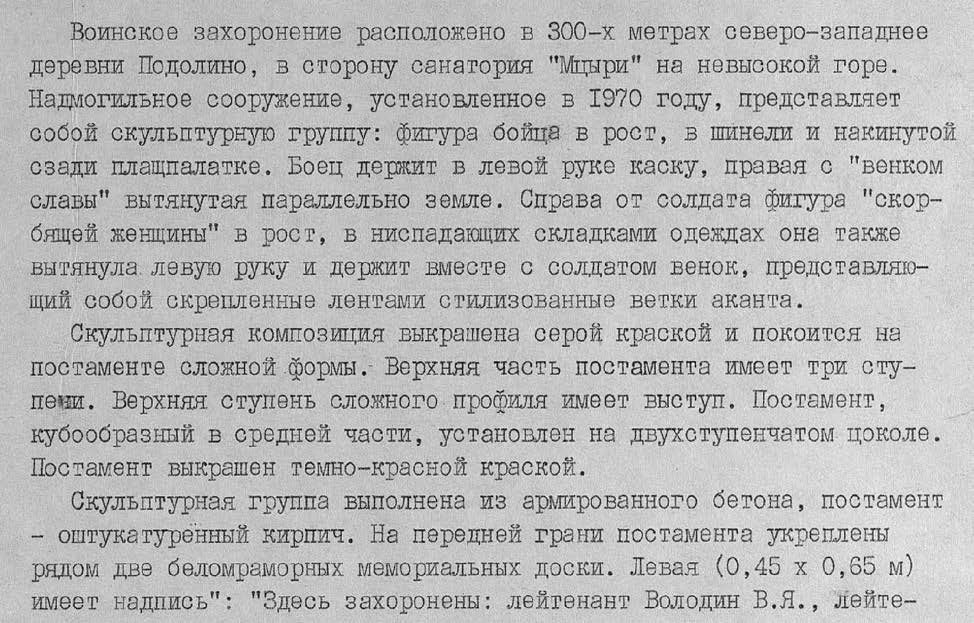 Воинское захоронение расположено в 300-х метрах северо-западнее
деревни Подолино, в сторону санатория "Мцыри" на невысокой горе.
Надмогильное сооружение, установленное в 1970 году, представляет
собой скульптурную группу: фигура бойца в рост, в шинели и накинутой
сзади плащпалатке. Боец держит в левой руке каску, правая с "венком
славы" вытянутая параллельно земле. Справа от солдата фигура "скор-
бящей женщины" в рост, в ниспадающих складками одеждах она также
вытянула левую руку и держит вместе с солдатом венок, представляю-
щий собой скрепленные лентами стилизованные ветки аканта.
Скульптурная композиция выкрашена серой краской и покоится на
постаменте сложной формы. Верхняя часть постамента имеет три сту-
пени. Верхняя ступень сложного профиля имеет выступ. Постамент,
кубообразный в средней части, установлен на двухступенчатом цоколе.
Постамент выкрашен темно-красной краской.
Скульптурная группа выполнена из армированного бетона, постамент
- оштукатуренный кирпич. На передней грани постамента укреплены
рядом две беломраморных мемориальных доски. Левая (0,45 x 0,65 м)
имеет надпись": "Здесь захоронены: лейтенант Володин В.Я., лейте-